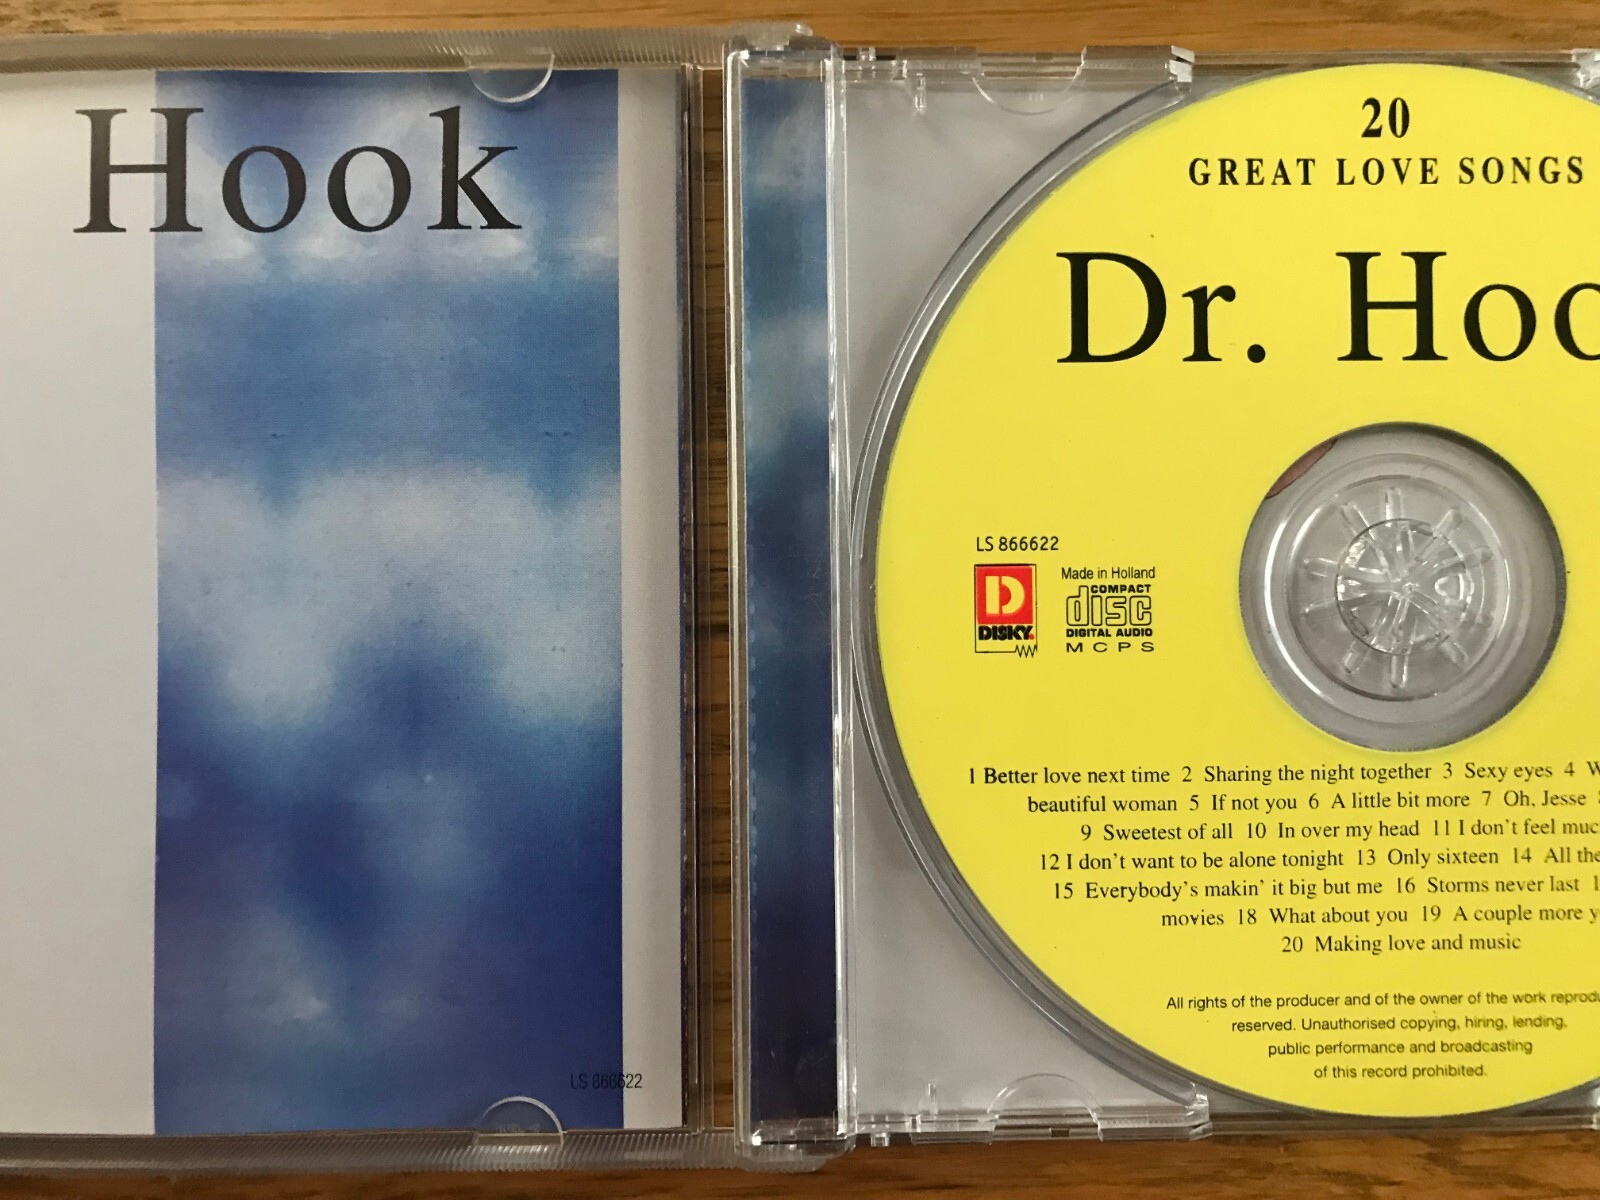 Hook
LS 866622
20
GREAT LOVE SONGS
Dr. Hoo
LS 866622
D
DISKY
Made in Holland
COMPACT
disc
DIGITAL AUDIO
MCPS
1 Better love next time 2 Sharing the night together 3 Sexy eyes 4
beautiful woman 5 If not you 6 A little bit more 7 Oh, Jesse
9 Sweetest of all 10 In over my head 11 I don't feel
12 I don't want to be alone tonight 13 Only sixteen 14 All
15 Everybody's makin' it big but me 16 Storms never last
movies 18 What about you 19 A couple more
20 Making love and music
All rights of the producer and of the owner of the work
reserved. Unauthorised copying, hiring, lending,
public performance and broadcasting
of this record prohibited.